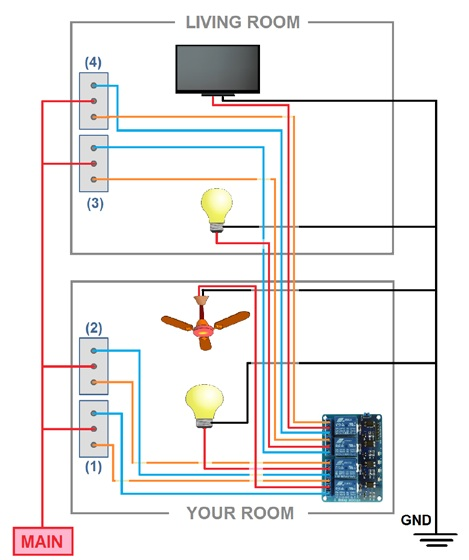 LIVING ROOM
(4)
(3)
(2)
(1)
YOUR ROOM
GND
MAIN